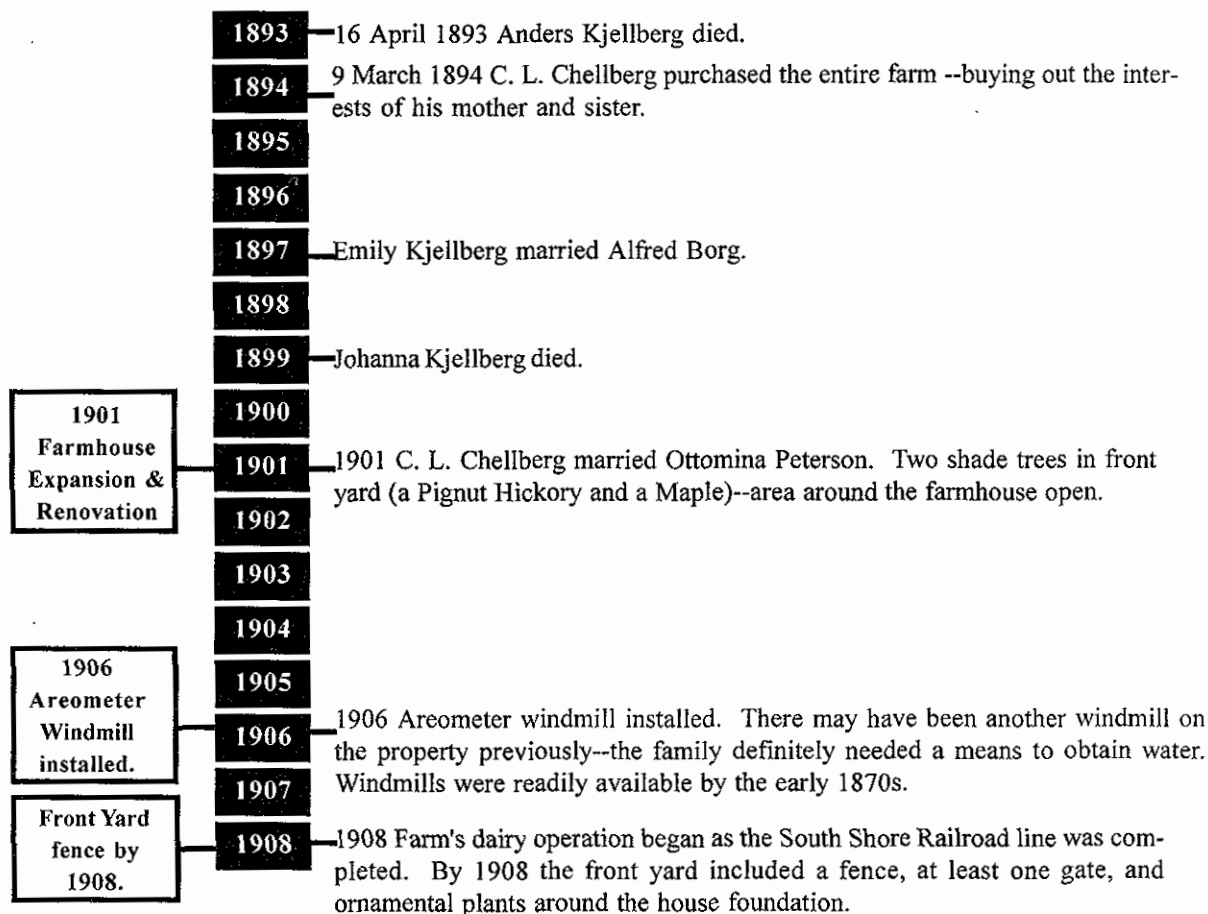 1893
16 April 1893 Anders Kjellberg died.
1894
9 March 1894 C. L. Chellberg purchased the entire farm --buying out the inter-
ests of his mother and sister.
1895
1896
1897
Emily Kjellberg married Alfred Borg.
1898
1899
Johanna Kjellberg died.
1900
1901
Farmhouse
Expansion &
Renovation
1901
1901 C. L. Chellberg married Ottomina Peterson. Two shade trees in front
yard (a Pignut Hickory and a Maple)--area around the farmhouse open.
1902
1903
1904
1905
1906
Areometer
Windmill
installed.
1906
1906 Areometer windmill installed. There may have been another windmill on
the property previously--the family definitely needed a means to obtain water.
Windmills were readily available by the early 1870s.
1907
Front Yard
fence by
1908.
1908
1908 Farm's dairy operation began as the South Shore Railroad line was com-
pleted. By 1908 the front yard included a fence, at least one gate, and
ornamental plants around the house foundation.